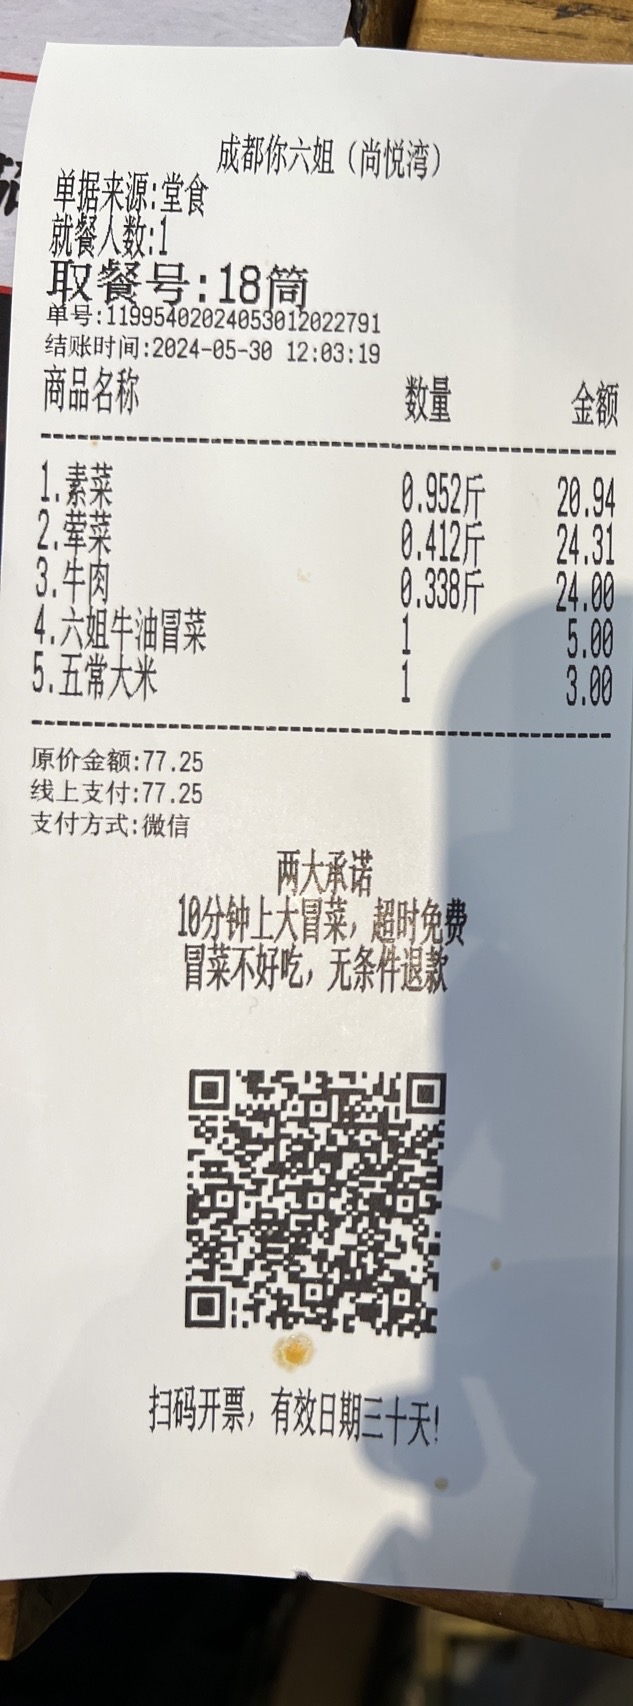 成都你六姐（尚悦湾）
单据来源:堂食
就餐人数:1
取餐号:18筒
单号:11995402024053012022791
结账时间:2024-05-30 12:03:19
商品名称 数量 金额
1.素菜 0.952斤 20.94
2.荤菜 0.412斤 24.31
3.牛肉 0.338斤 24.00
4.六姐牛油冒菜 1 5.00
5.五常大米 1 3.00
原价金额:77.25
线上支付:77.25
支付方式:微信
两大承诺
10分钟上大冒菜，超时免费
冒菜不好吃，无条件退款
扫码开票，有效日期三十天!